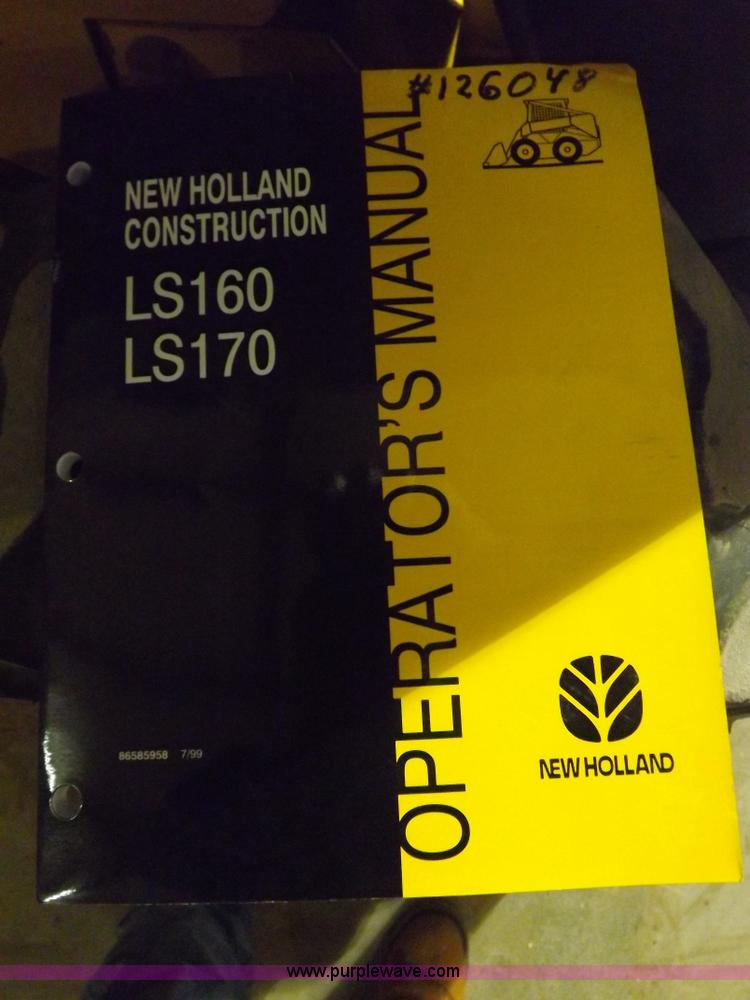 #126048
NEW HOLLAND
CONSTRUCTION
LS160
LS170
OPERATOR'S MANUAL
86585958 7/99
NEW HOLLAND
www.purplewave.com